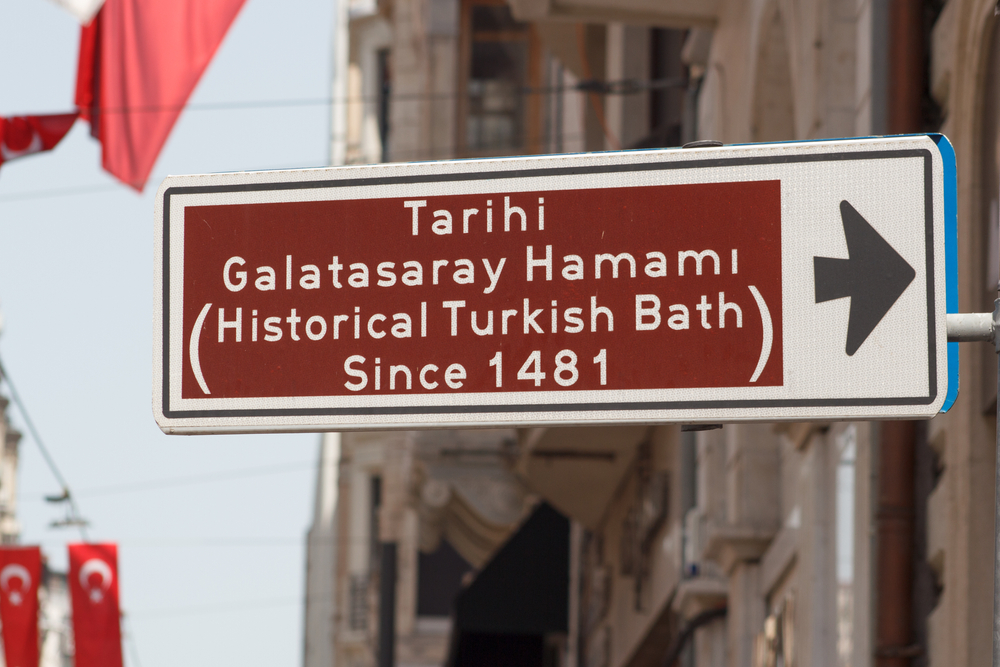 Tarihi
Galatasaray Hamamı
(Historical Turkish Bath)
Since 1481